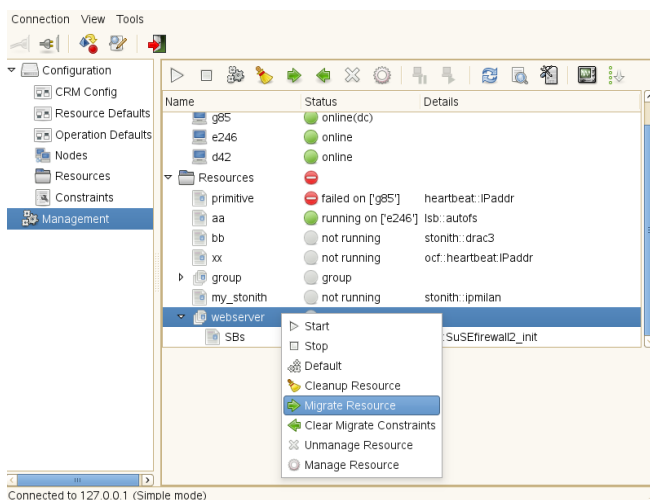 Connection View Tools
Configuration
CRM Config
Resource Defaults
Operation Defaults
Nodes
Resources
Constraints
Management
Name Status Details
g85 online(dc)
e246 online
d42 online
Resources
primitive failed on ['g85'] heartbeat::IPaddr
aa running on ['e246'] lsb::autofs
bb not running stonith::drac3
xx not running ocf::heartbeat:IPaddr
group group
my_stonith not running stonith::ipmilan
webserver
SBs :SuSEfirewall2_init
Start
Stop
Default
Cleanup Resource
Migrate Resource
Clear Migrate Constraints
Unmanage Resource
Manage Resource
Connected to 127.0.0.1 (Simple mode)